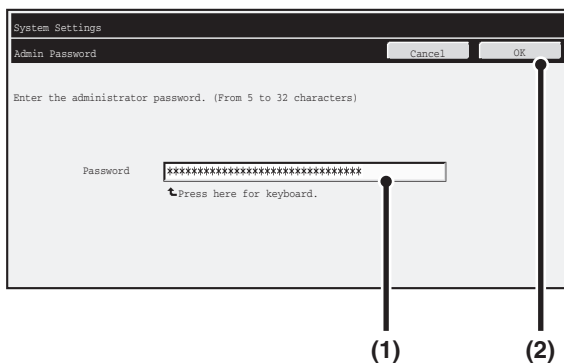 System Settings
Admin Password
Cancel
OK
Enter the administrator password. (From 5 to 32 characters)
Password
********************************
Press here for keyboard.
(1)
(2)